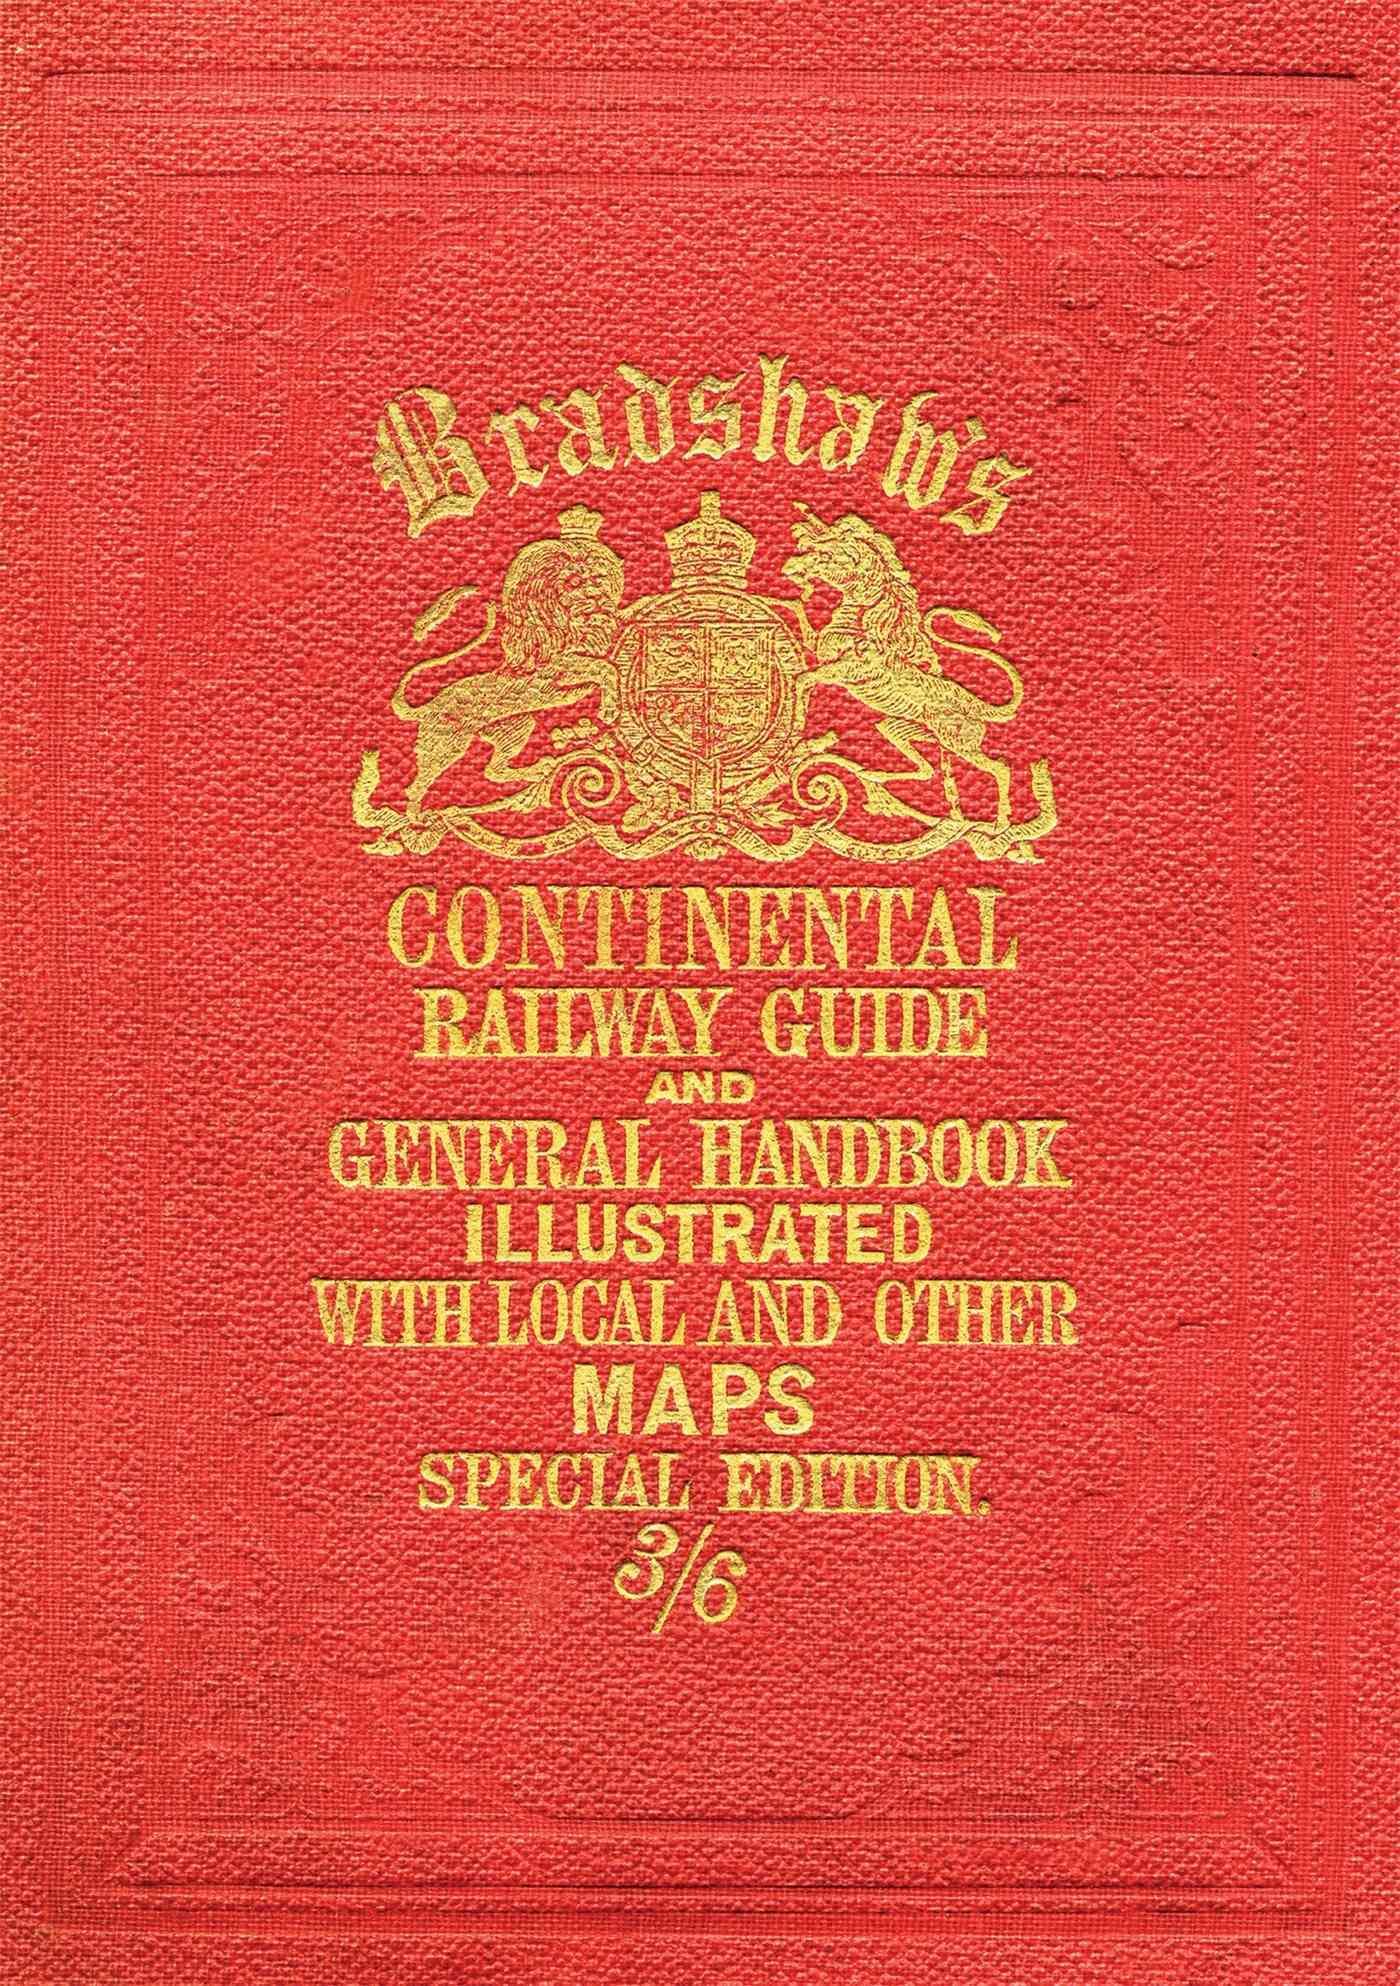 Bradshaw's
CONTINENTAL
RAILWAY GUIDE
AND
GENERAL HANDBOOK
ILLUSTRATED
WITH LOCAL AND OTHER
MAPS
SPECIAL EDITION.
3/6